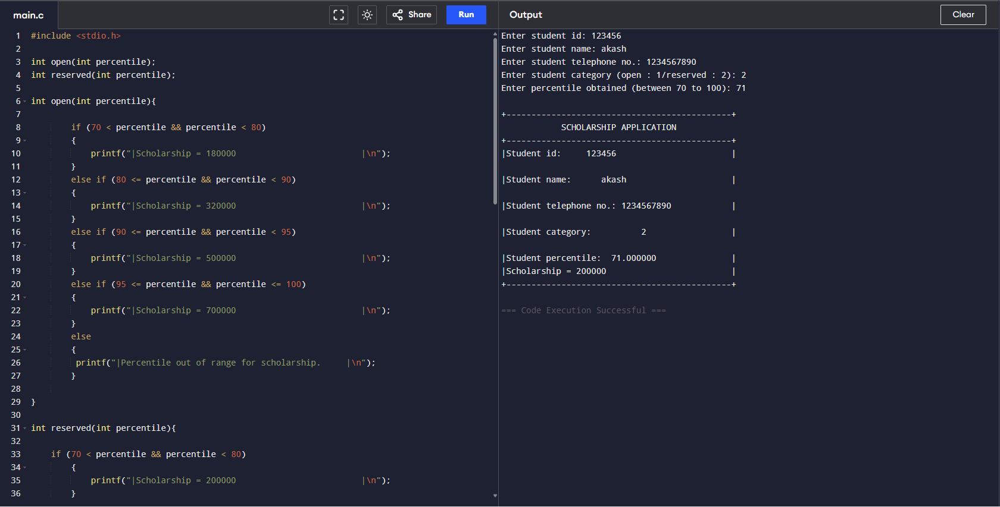 main.c
Share
Run
Output
Clear
1 #include <stdio.h>
2
3 int open(int percentile);
4 int reserved(int percentile);
5
6 int open(int percentile){
7
8         if (70 < percentile && percentile < 80)
9         {
10             printf("|Scholarship = 180000                         |\n");
11         }
12         else if (80 <= percentile && percentile < 90)
13         {
14             printf("|Scholarship = 320000                         |\n");
15         }
16         else if (90 <= percentile && percentile < 95)
17         {
18             printf("|Scholarship = 500000                         |\n");
19         }
20         else if (95 <= percentile && percentile <= 100)
21         {
22             printf("|Scholarship = 700000                         |\n");
23         }
24         else
25         {
26          printf("|Percentile out of range for scholarship.     |\n");
27         }
28
29 }
30
31 int reserved(int percentile){
32
33     if (70 < percentile && percentile < 80)
34         {
35             printf("|Scholarship = 200000                         |\n");
36         }
Enter student id: 123456
Enter student name: akash
Enter student telephone no.: 1234567890
Enter student category (open : 1/reserved : 2): 2
Enter percentile obtained (between 70 to 100): 71
+---------------------------------------------+
            SCHOLARSHIP APPLICATION
+---------------------------------------------+
|Student id:     123456                       |
|Student name:      akash                     |
|Student telephone no.: 1234567890            |
|Student category:          2                 |
|Student percentile:  71.000000               |
|Scholarship = 200000                         |
+---------------------------------------------+
=== Code Execution Successful ===